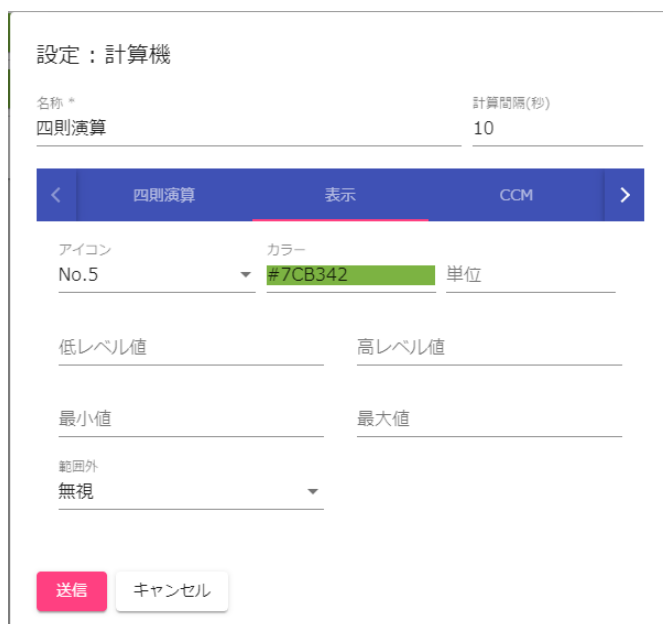 設定：計算機
名称 * 計算間隔(秒)
四則演算 10
四則演算 表示 CCM
アイコン カラー
No.5 #7CB342 単位
低レベル値 高レベル値
最小値 最大値
範囲外
無視
送信 キャンセル